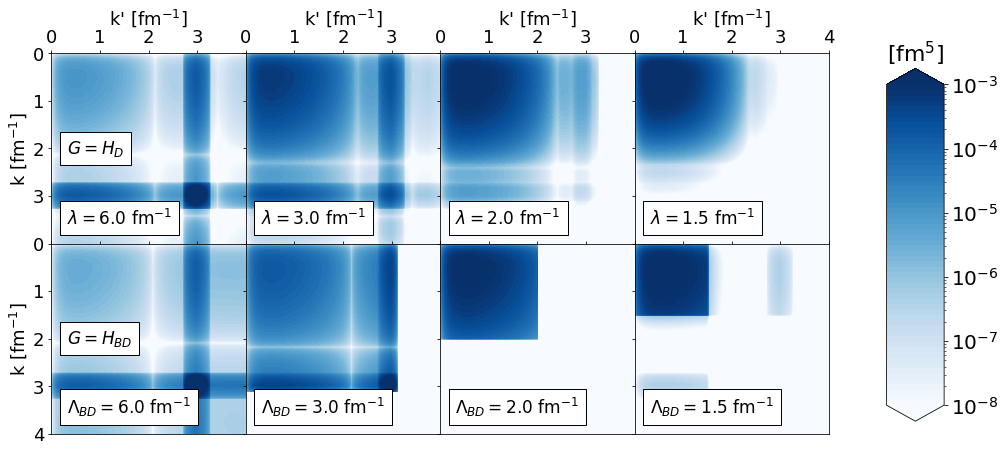 k' [fm⁻¹] k' [fm⁻¹] k' [fm⁻¹] k' [fm⁻¹]
0 1 2 3 0 1 2 3 0 1 2 3 0 1 2 3 4
[fm⁵]
k [fm⁻¹]
0
1
2
3
G = H_D
λ = 6.0 fm⁻¹
λ = 3.0 fm⁻¹
λ = 2.0 fm⁻¹
λ = 1.5 fm⁻¹
k [fm⁻¹]
0
1
2
3
4
G = H_BD
Λ_BD = 6.0 fm⁻¹
Λ_BD = 3.0 fm⁻¹
Λ_BD = 2.0 fm⁻¹
Λ_BD = 1.5 fm⁻¹
10⁻³
10⁻⁴
10⁻⁵
10⁻⁶
10⁻⁷
10⁻⁸